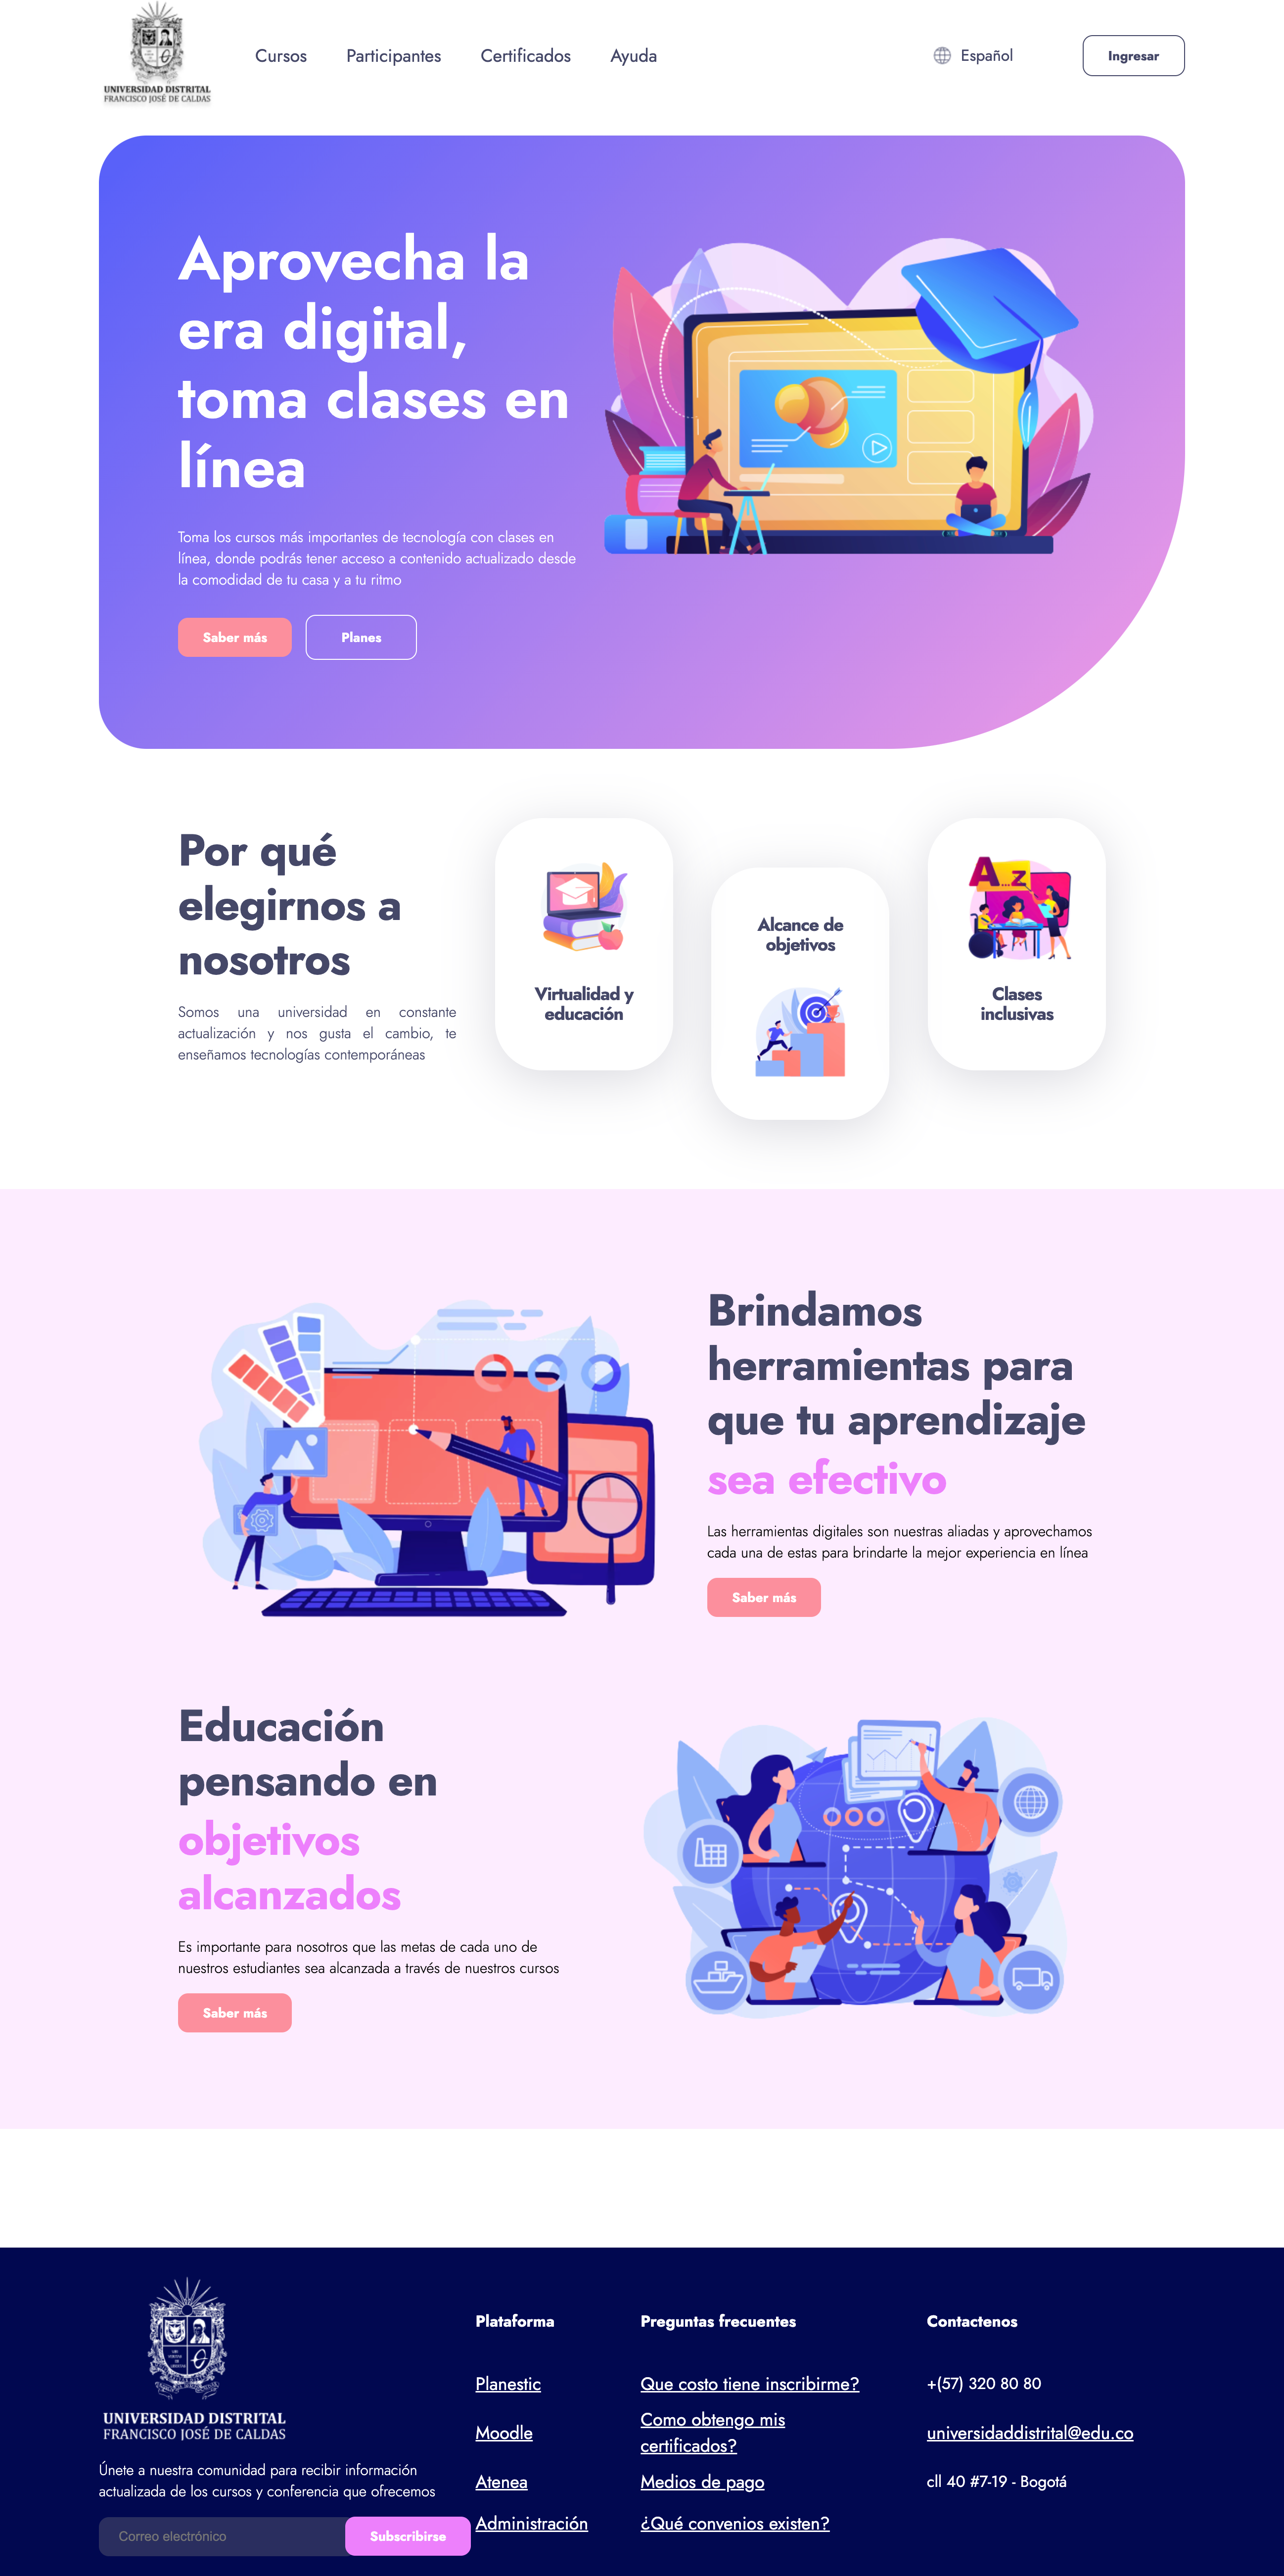 UNIVERSIDAD DISTRITAL
FRANCISCO JOSÉ DE CALDAS
Cursos
Participantes
Certificados
Ayuda
Español
Ingresar
Aprovecha la
era digital,
toma clases en
línea
Toma los cursos más importantes de tecnología con clases en
línea, donde podrás tener acceso a contenido actualizado desde
la comodidad de tu casa y a tu ritmo
Saber más
Planes
Por qué
elegirnos a
nosotros
Somos una universidad en constante
actualización y nos gusta el cambio, te
enseñamos tecnologías contemporáneas
Virtualidad y
educación
Alcance de
objetivos
A...Z
Clases
inclusivas
Brindamos
herramientas para
que tu aprendizaje
sea efectivo
Las herramientas digitales son nuestras aliadas y aprovechamos
cada una de estas para brindarte la mejor experiencia en línea
Saber más
Educación
pensando en
objetivos
alcanzados
Es importante para nosotros que las metas de cada uno de
nuestros estudiantes sea alcanzada a través de nuestros cursos
Saber más
UNIVERSIDAD DISTRITAL
FRANCISCO JOSÉ DE CALDAS
Únete a nuestra comunidad para recibir información
actualizada de los cursos y conferencia que ofrecemos
Correo electrónico
Subscribirse
Plataforma
Planestic
Moodle
Atenea
Administración
Preguntas frecuentes
Que costo tiene inscribirme?
Como obtengo mis
certificados?
Medios de pago
¿Qué convenios existen?
Contactenos
+(57) 320 80 80
universidaddistrital@edu.co
cll 40 #7-19 - Bogotá